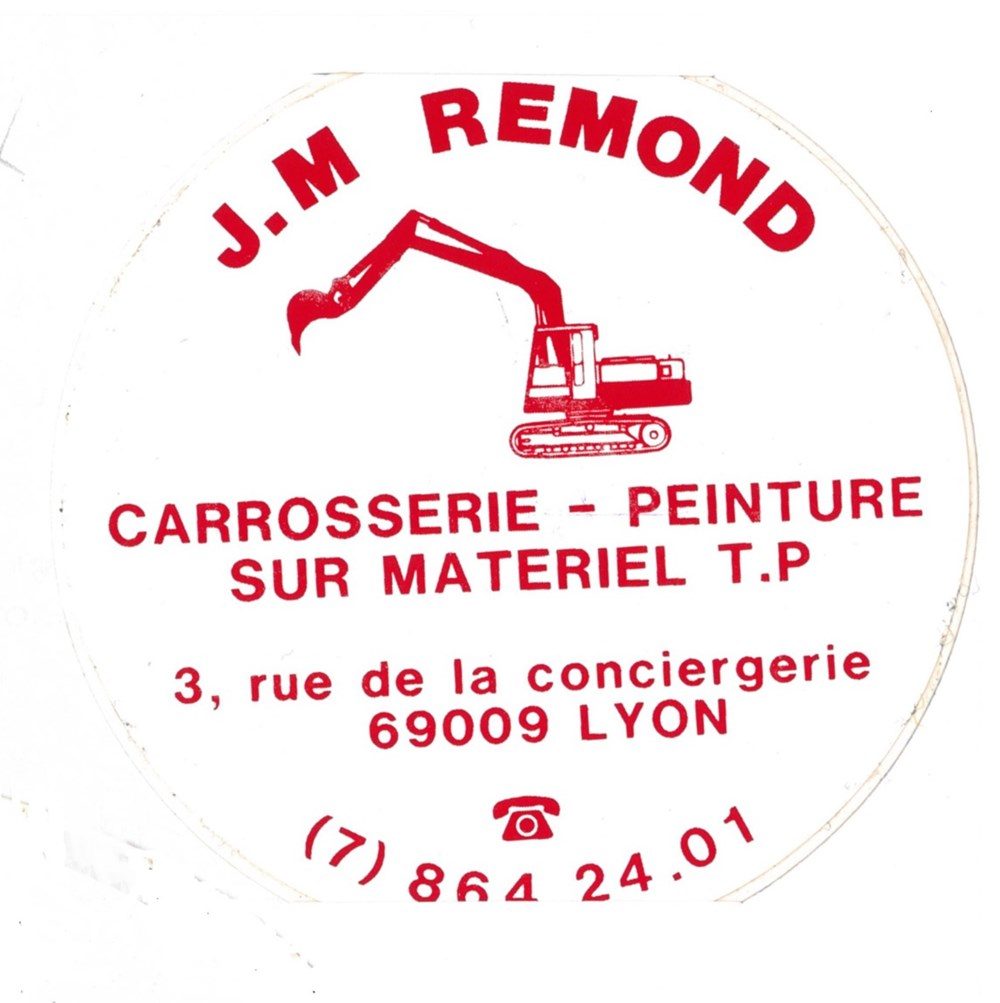 J.M REMOND
CARROSSERIE - PEINTURE
SUR MATERIEL T.P
3, rue de la conciergerie
69009 LYON
(7) 864 24.01